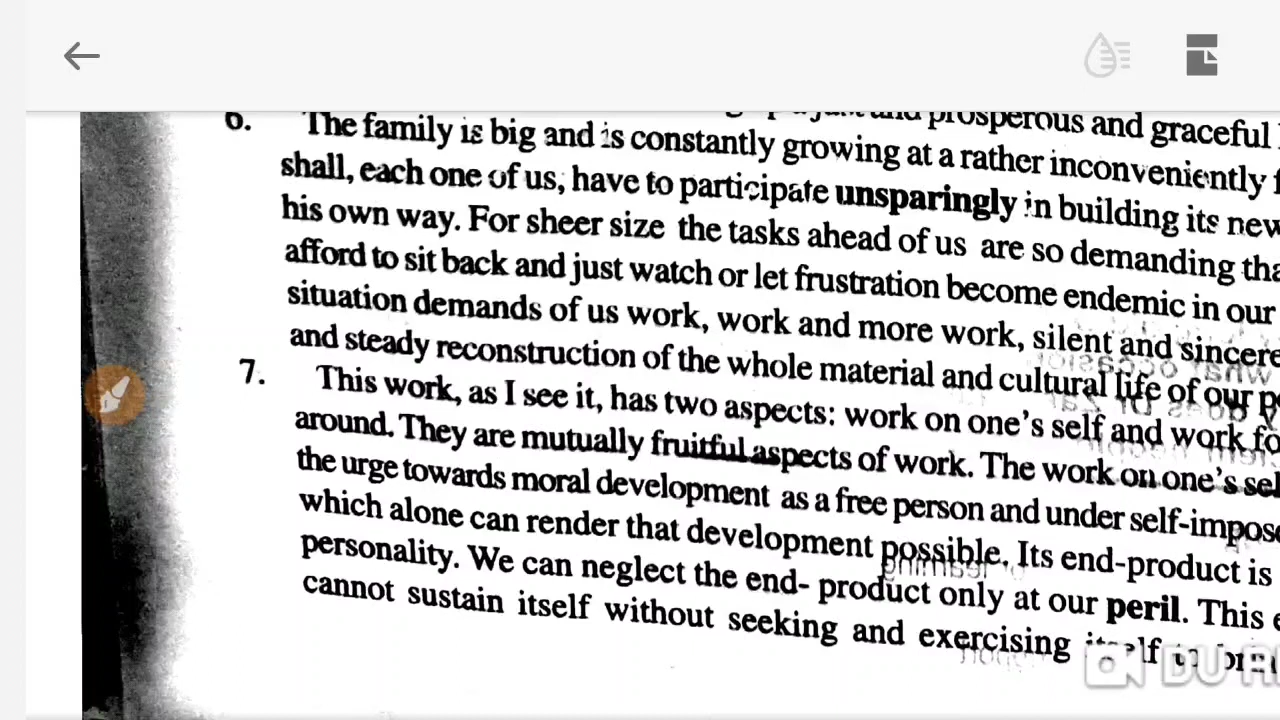 prosperous and graceful
6. The family is big and is constantly growing at a rather inconveniently
shall, each one of us, have to participate unsparingly in building its new
his own way. For sheer size the tasks ahead of us are so demanding
afford to sit back and just watch or let frustration become endemic in our
situation demands of us work, work and more work, silent and sincere
and steady reconstruction of the whole material and cultural life of our
7. This work, as I see it, has two aspects: work on one's self and work
around. They are mutually fruitful aspects of work. The work on one's
the urge towards moral development as a free person and under
which alone can render that development possible. Its end-product is
personality. We can neglect the end- product only at our peril. This
cannot sustain itself without seeking and exercising itself to
DU